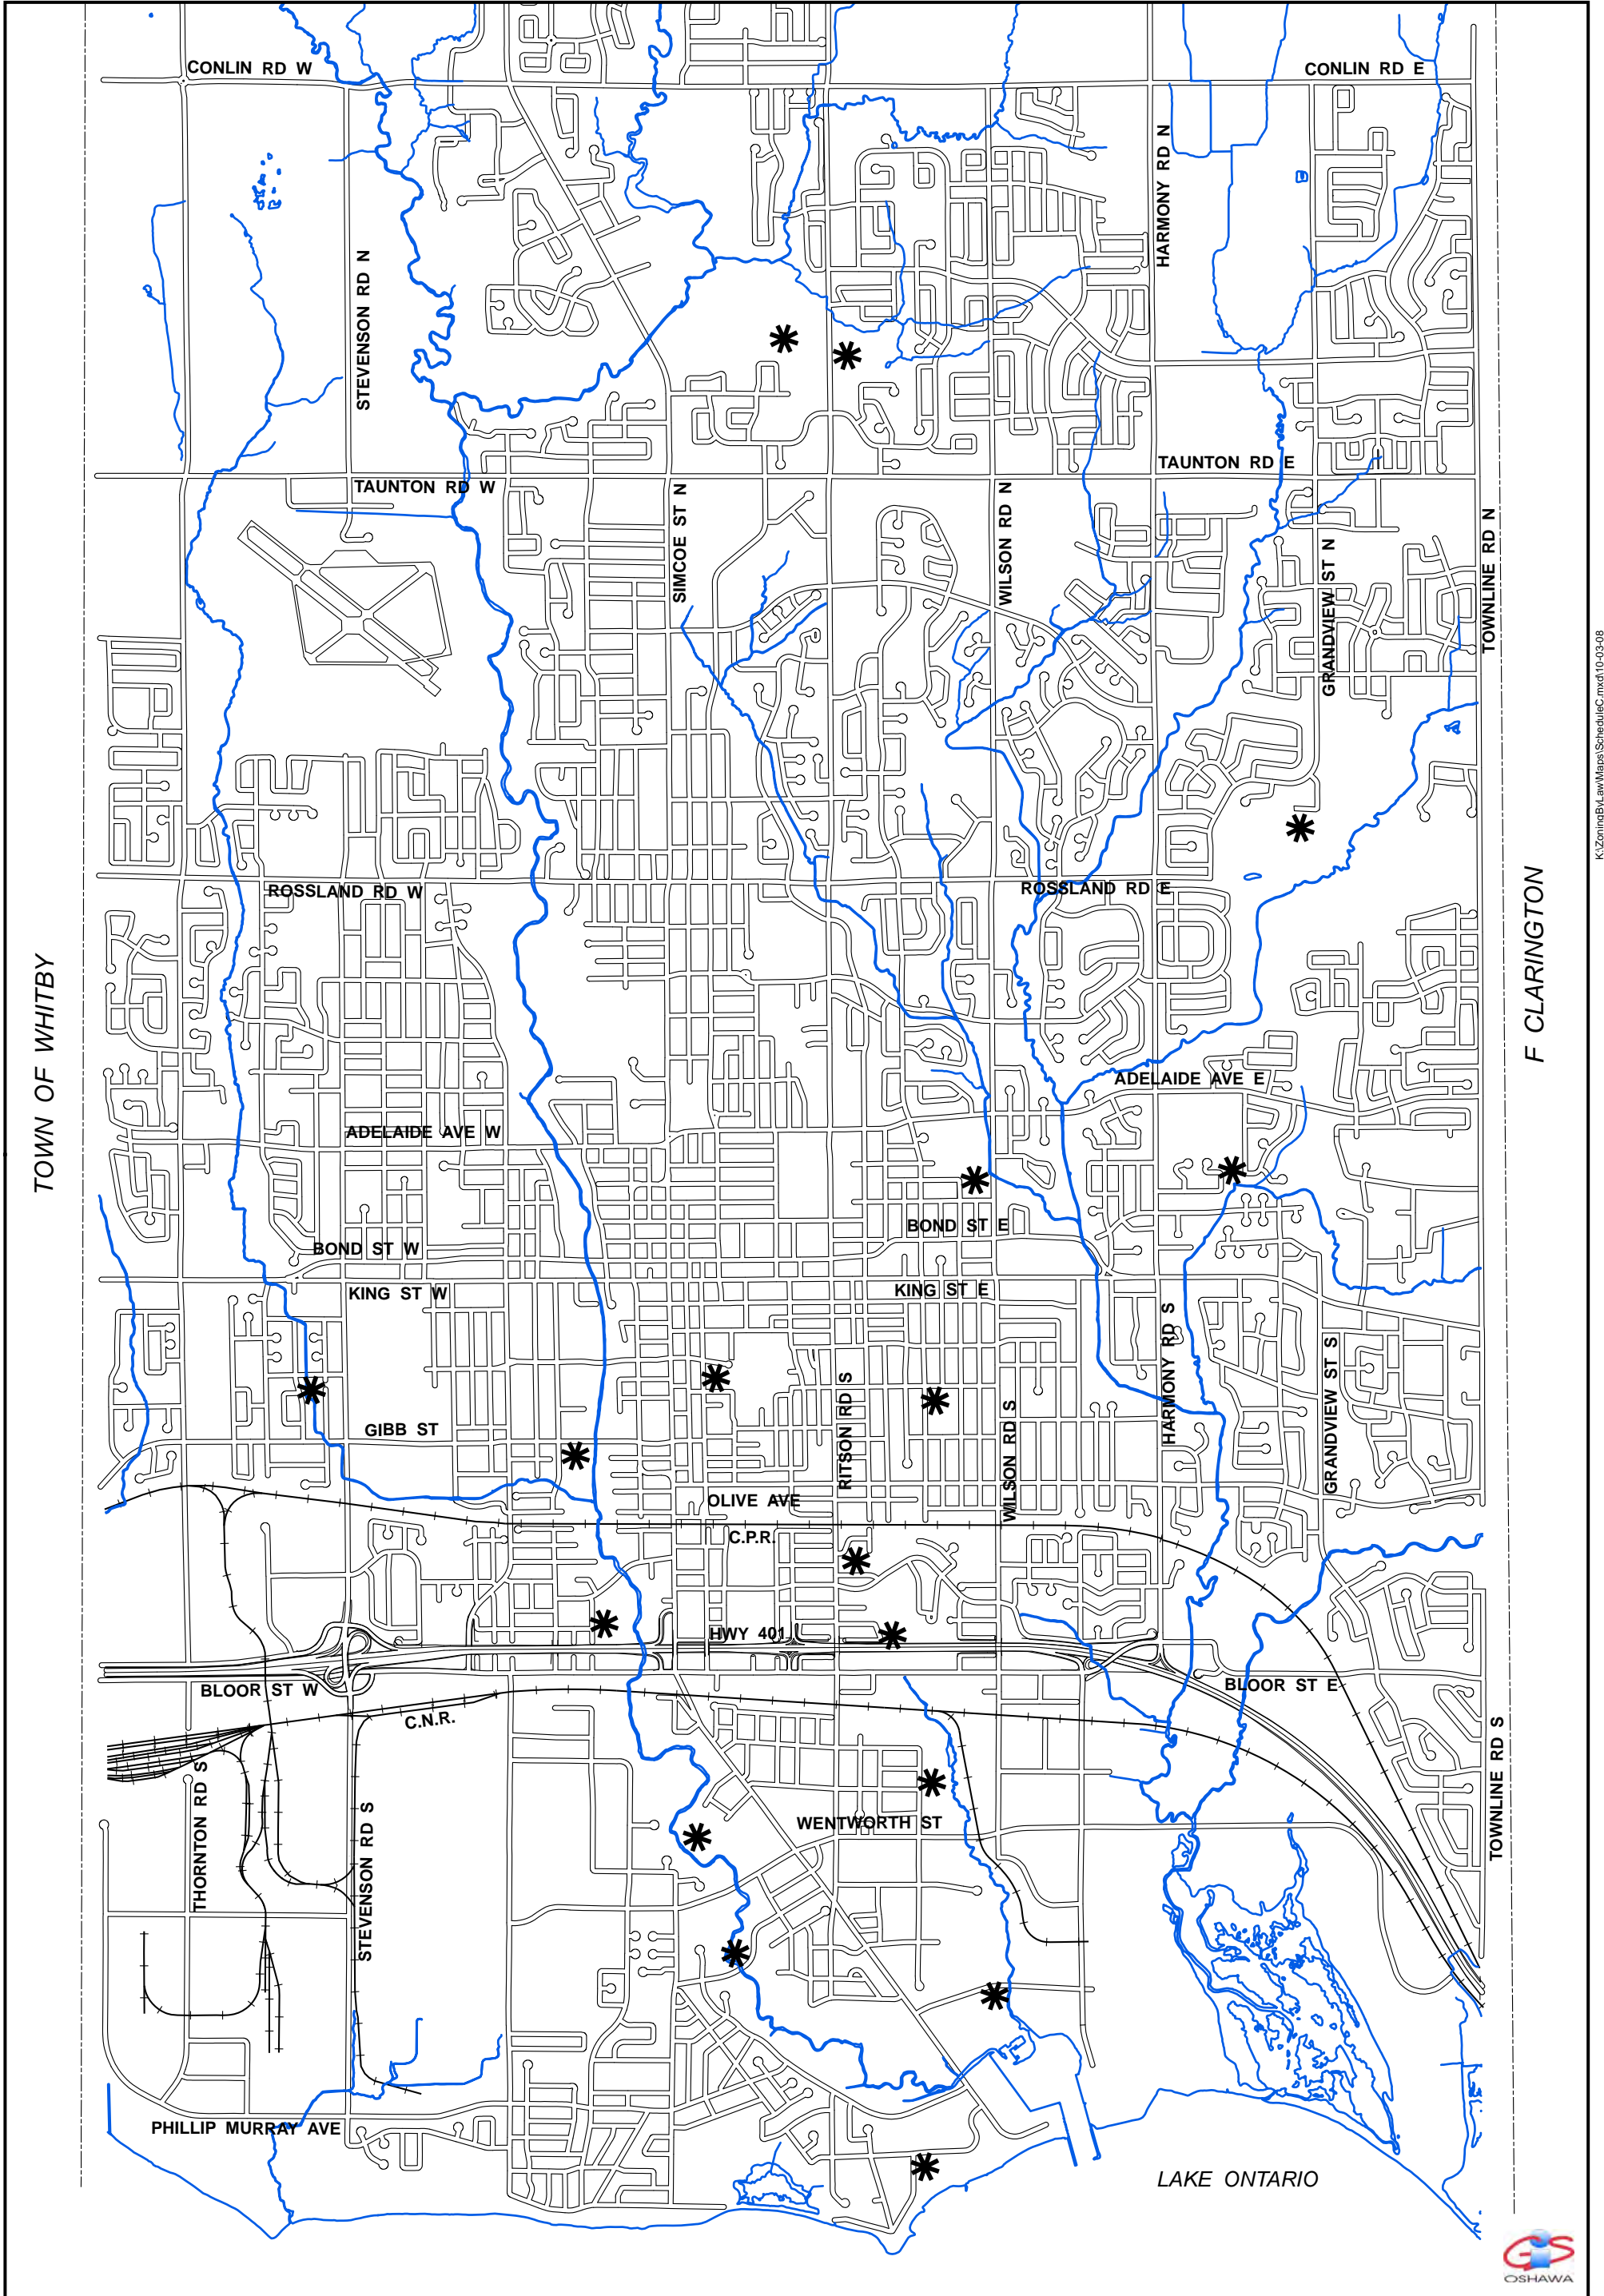 CONLIN RD W
CONLIN RD E
HARMONY RD N
STEVENSON RD N
TAUNTON RD W
TAUNTON RD E
SIMCOE ST N
WILSON RD N
GRANDVIEW ST N
TOWNLINE RD N
K:\ZoningByLaw\Maps\ScheduleC.mxd\10-03-08
ROSSLAND RD W
ROSSLAND RD E
TOWN OF WHITBY
F CLARINGTON
ADELAIDE AVE E
ADELAIDE AVE W
BOND ST E
BOND ST W
KING ST W
KING ST E
HARMONY RD S
GRANDVIEW ST S
RITSON RD S
WILSON RD S
GIBB ST
OLIVE AVE
C.P.R.
HWY 401
BLOOR ST W
BLOOR ST E
C.N.R.
THORNTON RD S
STEVENSON RD S
WENTWORTH ST
TOWNLINE RD S
PHILLIP MURRAY AVE
LAKE ONTARIO
GiS
OSHAWA